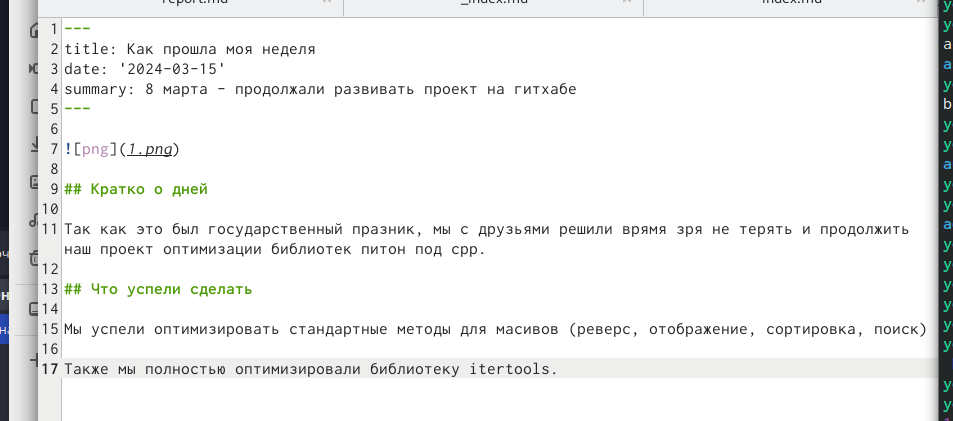 report.md
_index.md
index.md
1 ---
2 title: Как прошла моя неделя
3 date: '2024-03-15'
4 summary: 8 марта - продолжали развивать проект на гитхабе
5 ---
6
7 ![png](1.png)
8
9 ## Кратко о дней
10
11 Так как это был государственный празник, мы с друзьями решили врямя зря не терять и продолжить
наш проект оптимизации библиотек питон под cpp.
12
13 ## Что успели сделать
14
15 Мы успели оптимизировать стандартные методы для масивов (реверс, отображение, сортировка, поиск)
16
17 Также мы полностью оптимизировали библиотеку itertools.